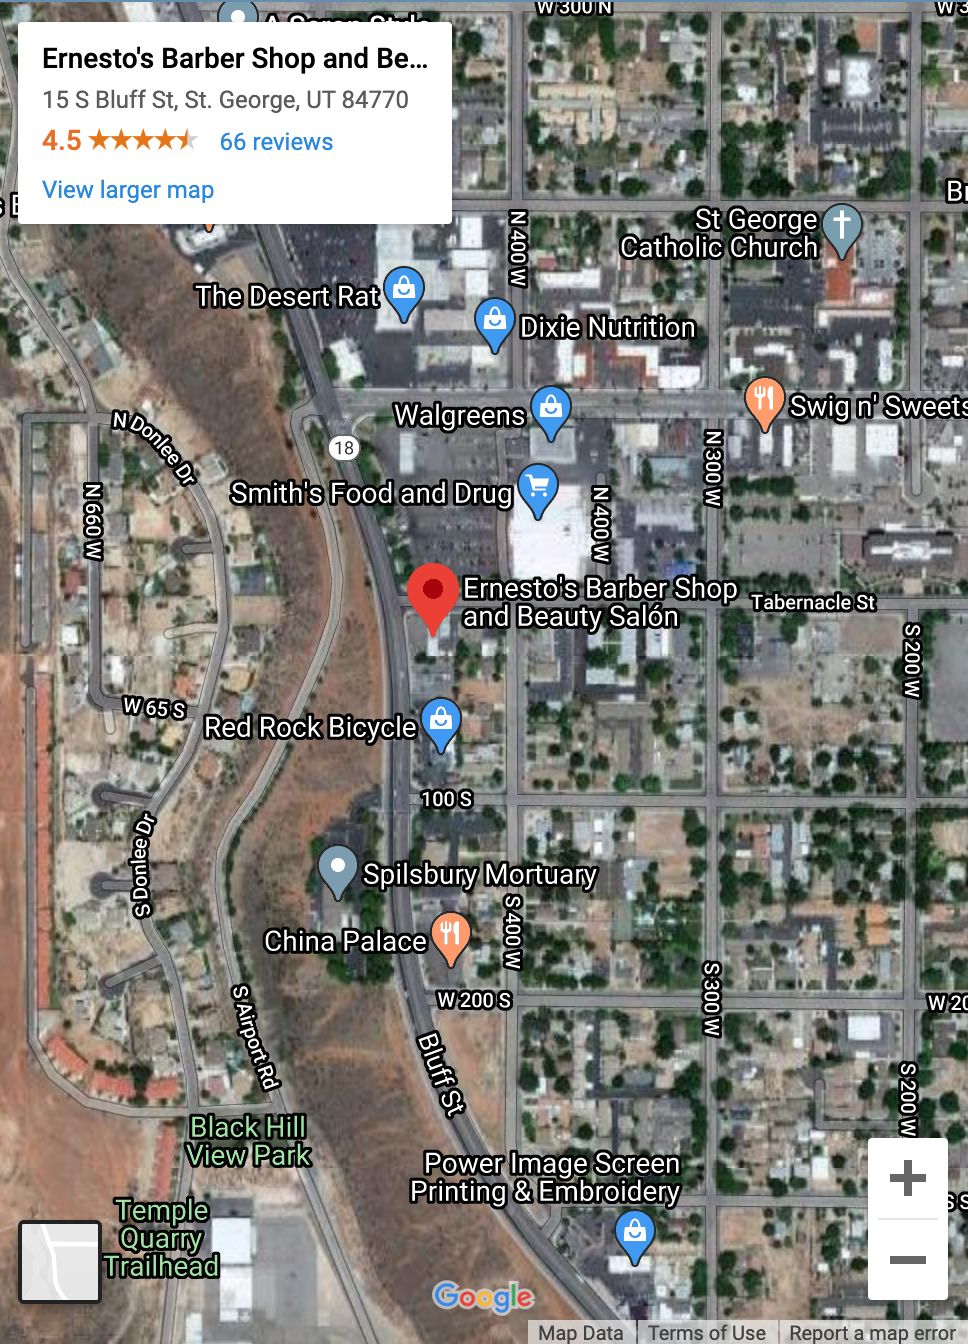 W 300 N
W 3
A Seren Style
Ernesto's Barber Shop and Be...
15 S Bluff St, St. George, UT 84770
4.5
66 reviews
View larger map
Br
St George
Catholic Church
N 400 W
The Desert Rat
Dixie Nutrition
Walgreens
Swig n' Sweets
N Donlee Dr
18
N 300 W
Smith's Food and Drug
N 660 W
N 400 W
Ernesto's Barber Shop
and Beauty Salón
Tabernacle St
S 200 W
W 65 S
Red Rock Bicycle
100 S
S Donlee Dr
Spilsbury Mortuary
China Palace
S 400 W
S 300 W
W 200 S
W 20
S Airport Rd
Bluff St
S 200 W
Black Hill
View Park
Power Image Screen
Printing & Embroidery
Temple
Quarry
Trailhead
Google
Map Data
Terms of Use
Report a map error